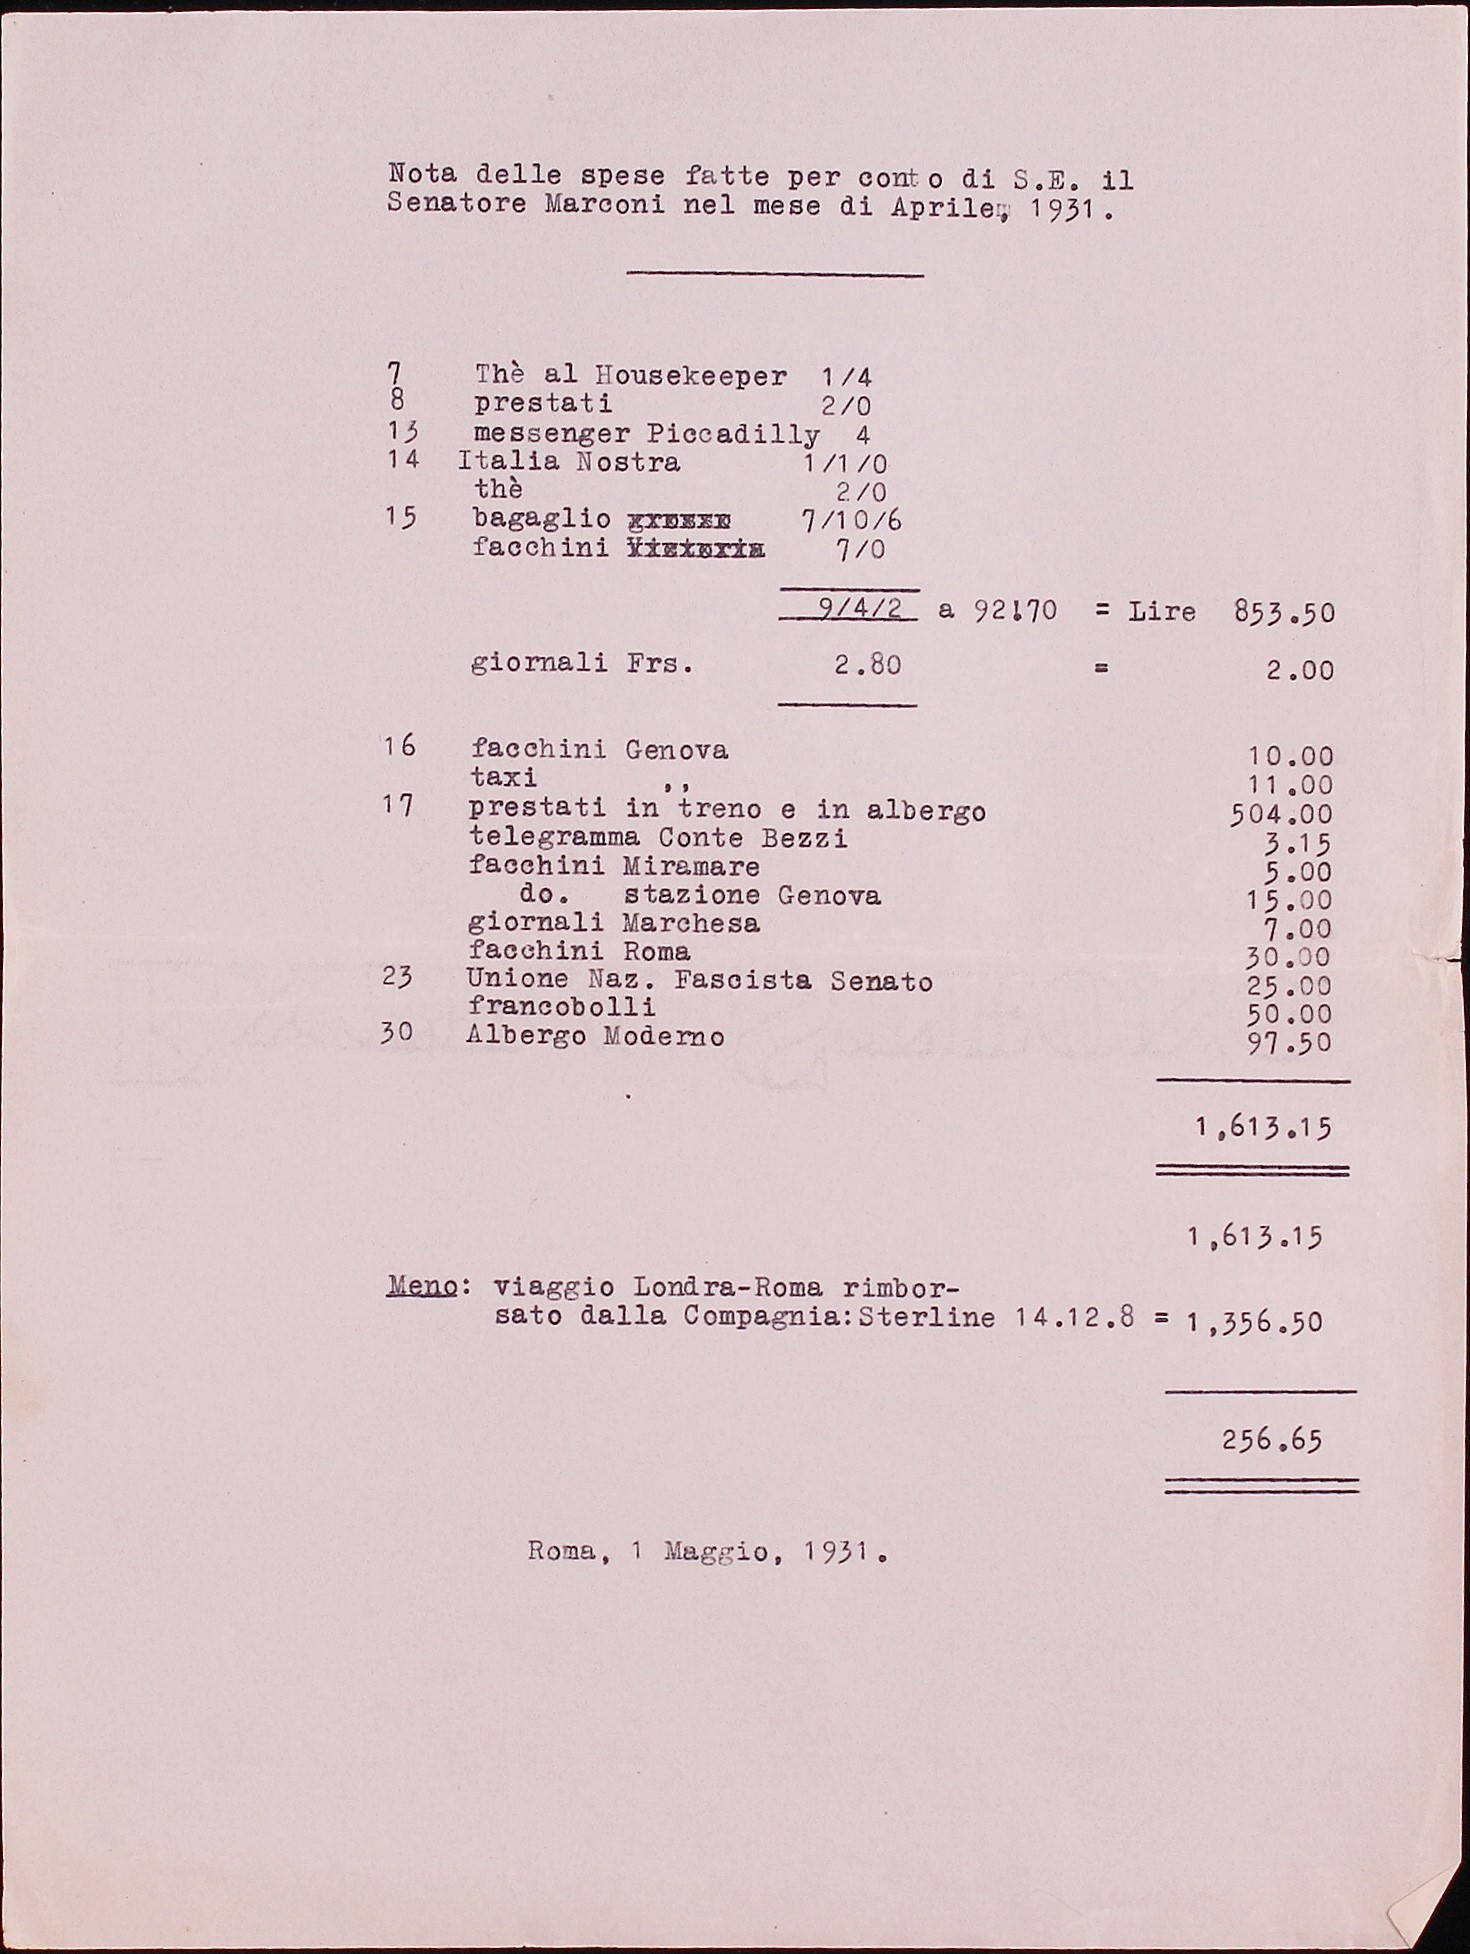 Nota delle spese fatte per conto di S.E. il
Senatore Marconi nel mese di Aprile, 1931.
7 Thè al Housekeeper 1/4
8 prestati 2/0
13 messenger Piccadilly 4
14 Italia Nostra 1/1/0
thè 2/0
15 bagaglio grosso 7/10/6
facchini Victoria 7/0
9/4/2 a 92!70 = Lire 853.50
giornali Frs. 2.80 = 2.00
16 facchini Genova 10.00
taxi ,, 11.00
17 prestati in treno e in albergo 504.00
telegramma Conte Bezzi 3.15
facchini Miramare 5.00
do. stazione Genova 15.00
giornali Marchesa 7.00
facchini Roma 30.00
23 Unione Naz. Fascista Senato 25.00
francobolli 50.00
30 Albergo Moderno 97.50
1,613.15
1,613.15
Meno: viaggio Londra-Roma rimbor-
sato dalla Compagnia:Sterline 14.12.8 = 1,356.50
256.65
Roma, 1 Maggio, 1931.